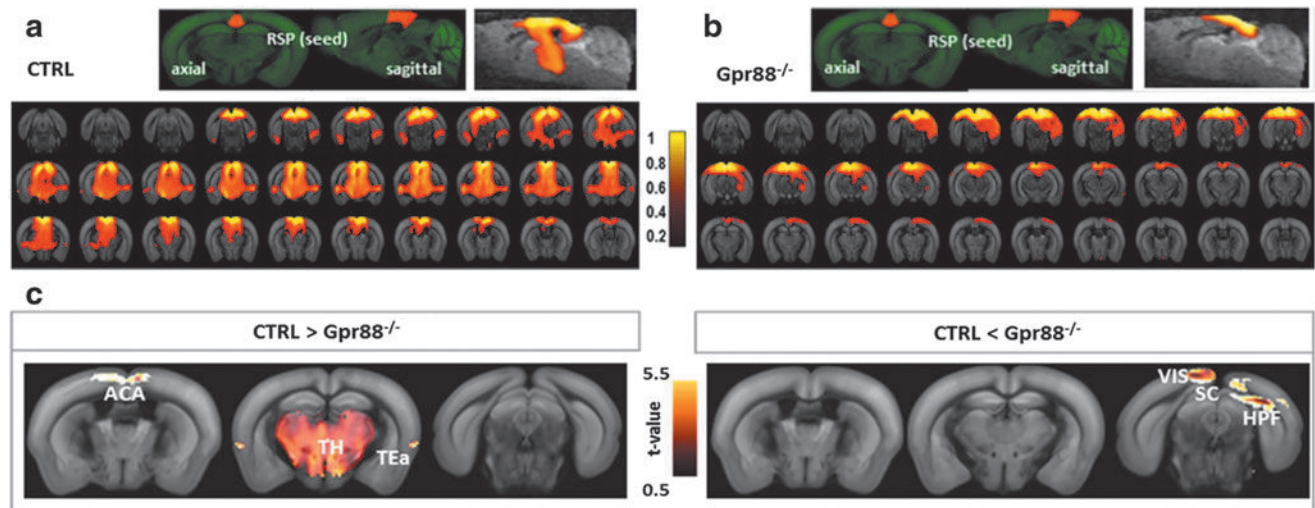 a
CTRL
RSP (seed)
axial
sagittal
b
Gpr88-/-
RSP (seed)
axial
sagittal
1
0.8
0.6
0.4
0.2
c
CTRL > Gpr88-/-
CTRL < Gpr88-/-
ACA
TH
TEa
5.5
t-value
0.5
VIS
SC
HPF